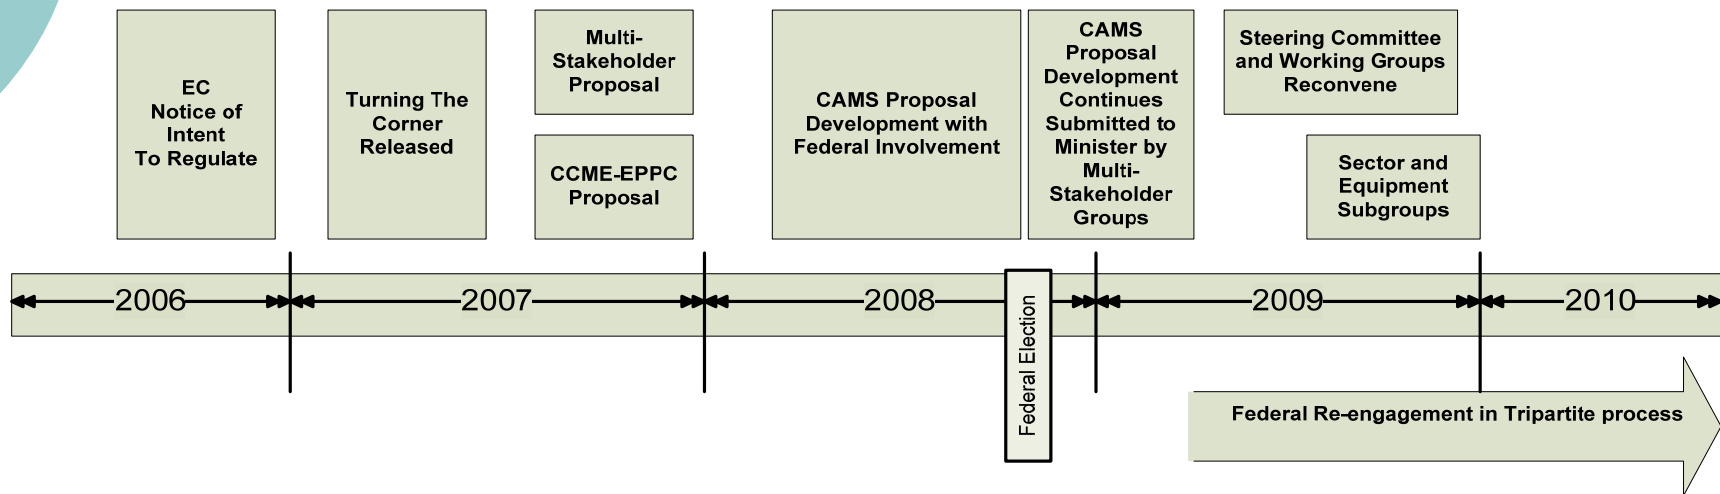 EC
Notice of
Intent
To Regulate
Turning The
Corner
Released
Multi-
Stakeholder
Proposal
CCME-EPPC
Proposal
CAMS Proposal
Development with
Federal Involvement
CAMS
Proposal
Development
Continues
Submitted to
Minister by
Multi-
Stakeholder
Groups
Steering Committee
and Working Groups
Reconvene
Sector and
Equipment
Subgroups
2006
2007
2008
2009
2010
Federal Election
Federal Re-engagement in Tripartite process